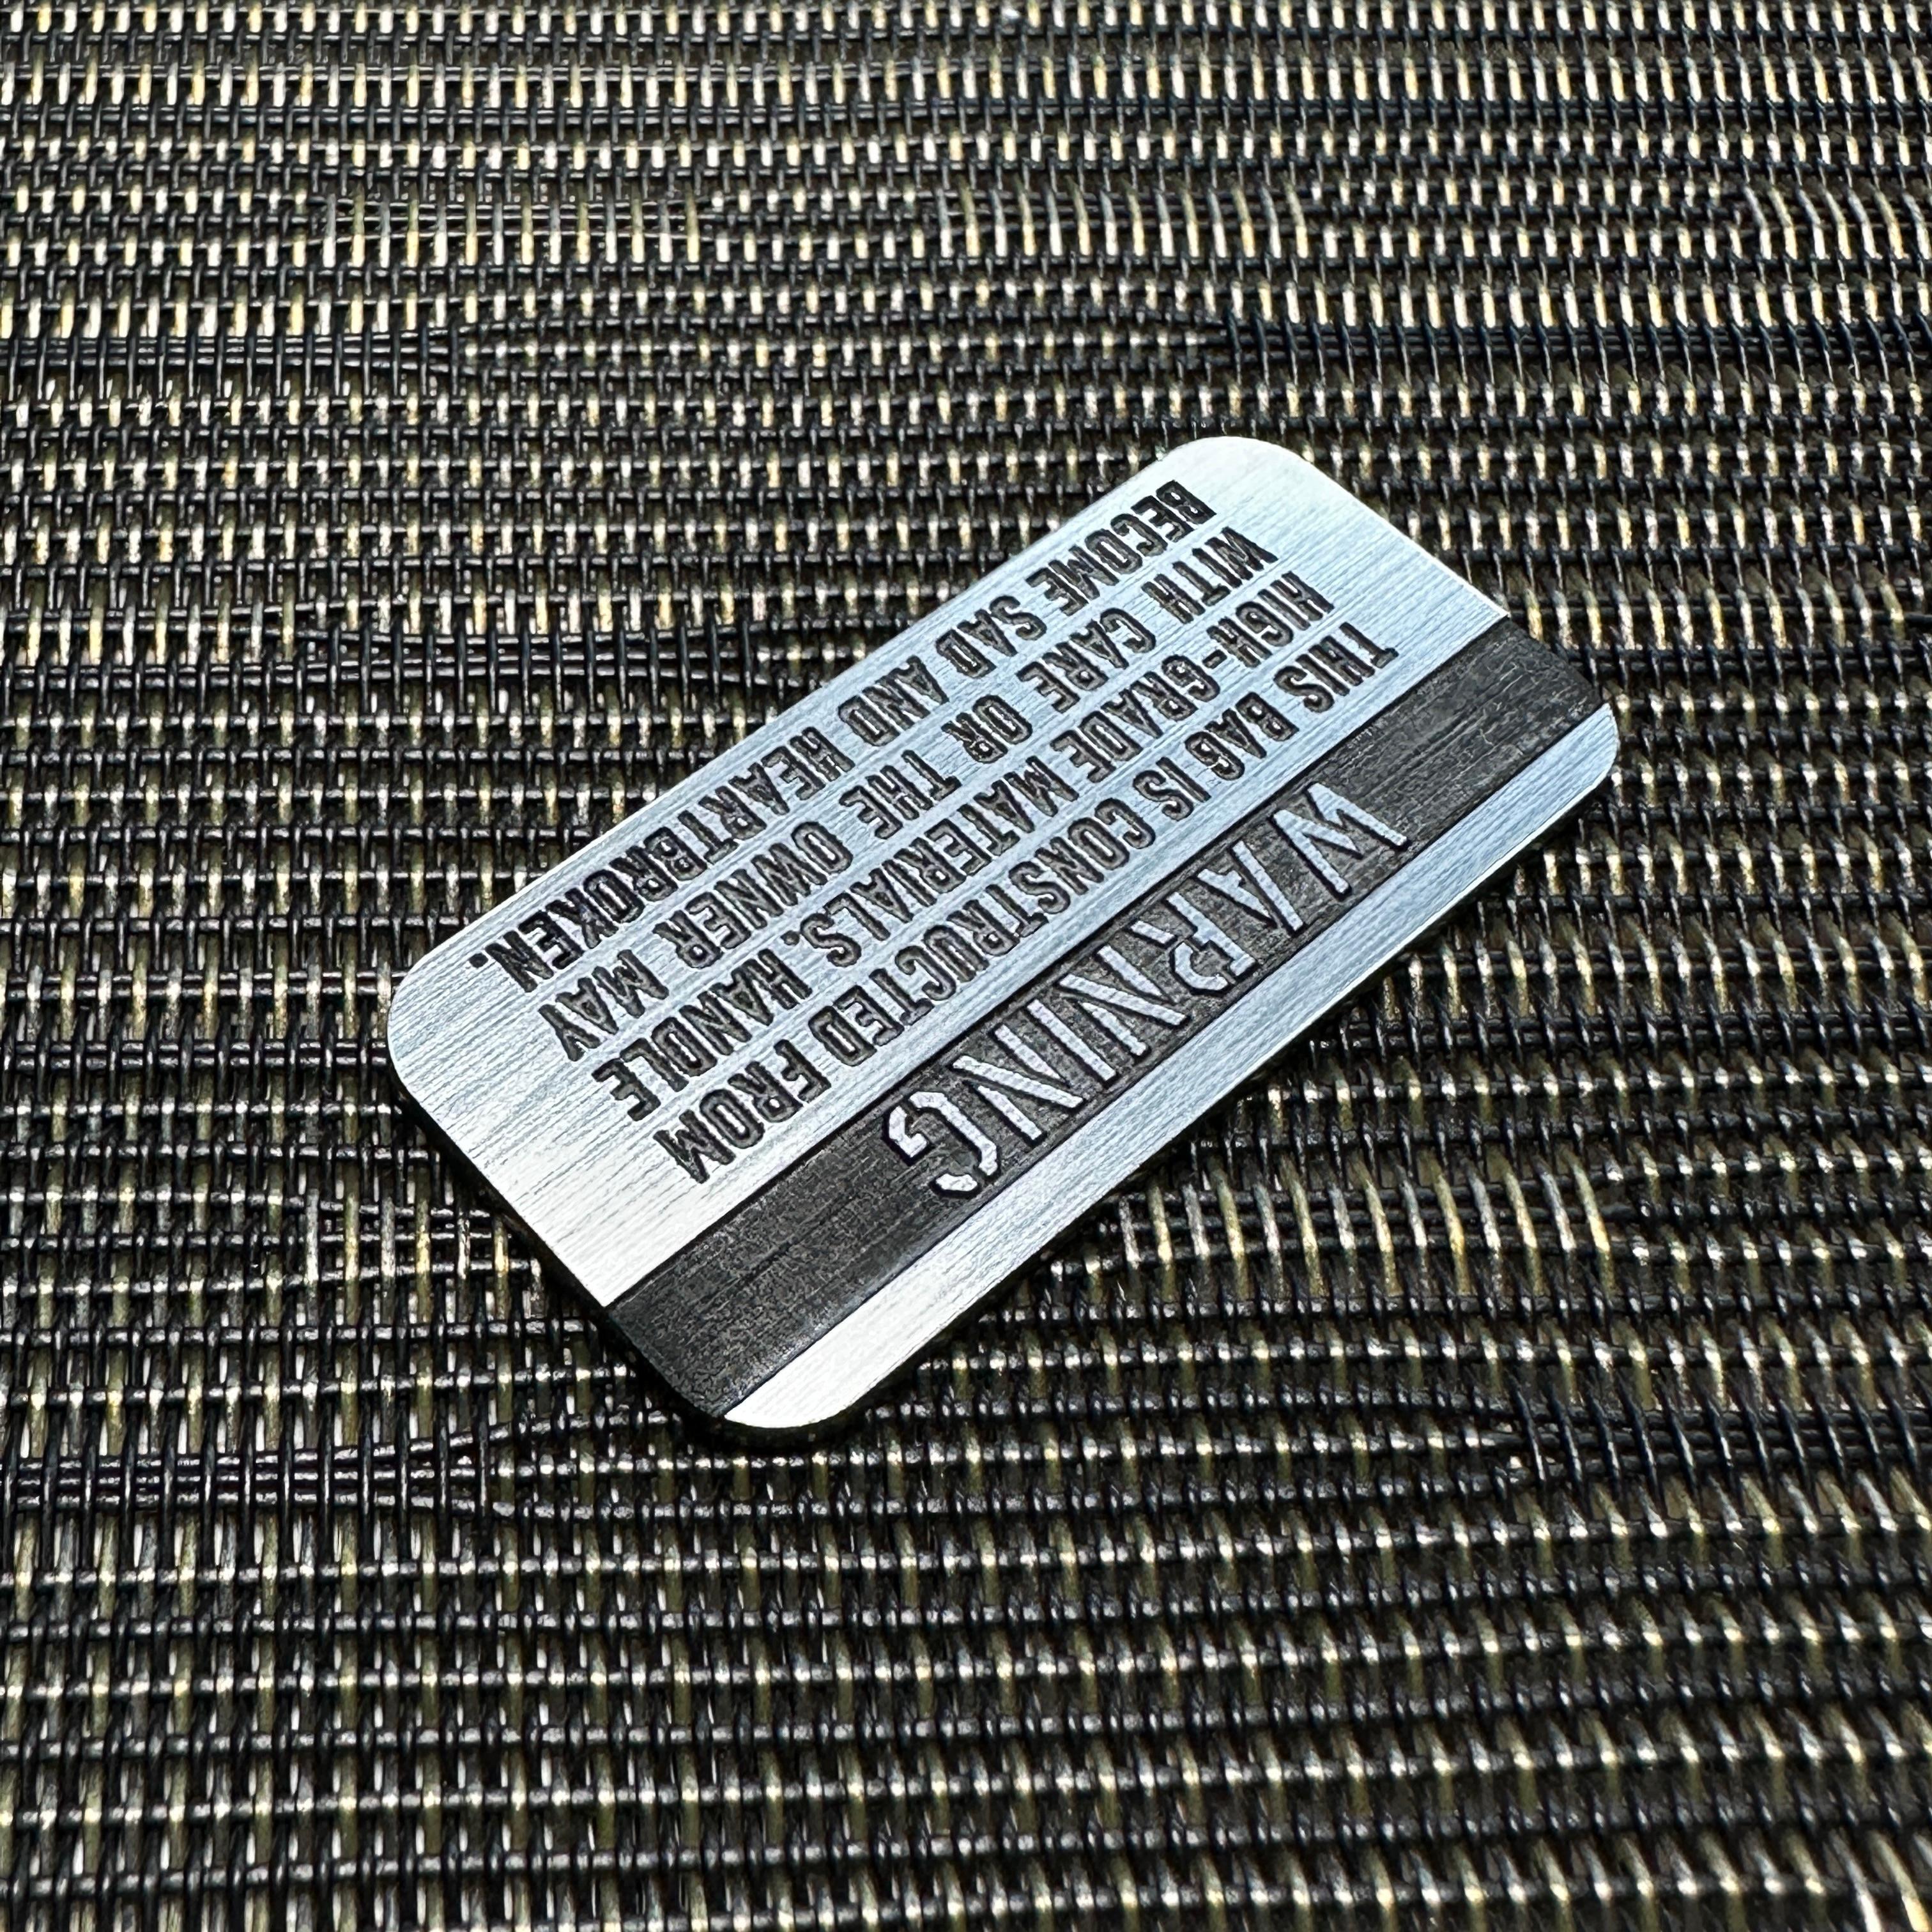 WARNING
THIS BAG IS CONSTRUCTED FROM
HIGH-GRADE MATERIALS. HANDLE
WITH CARE OR THE OWNER MAY
BECOME SAD AND HEARTBROKEN.